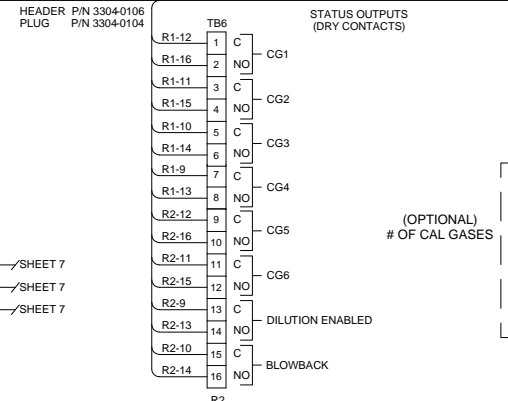 HEADER P/N 3304-0106
PLUG P/N 3304-0104
STATUS OUTPUTS
(DRY CONTACTS)
TB6
R1-12 1 C
CG1
R1-16 2 NO
R1-11 3 C
CG2
R1-15 4 NO
R1-10 5 C
CG3
R1-14 6 NO
R1-9 7 C
CG4
R1-13 8 NO
R2-12 9 C
CG5
R2-16 10 NO
R2-11 11 C
CG6
R2-15 12 NO
R2-9 13 C
DILUTION ENABLED
R2-13 14 NO
R2-10 15 C
BLOWBACK
R2-14 16 NO
R2
SHEET 7
SHEET 7
SHEET 7
(OPTIONAL)
# OF CAL GASES